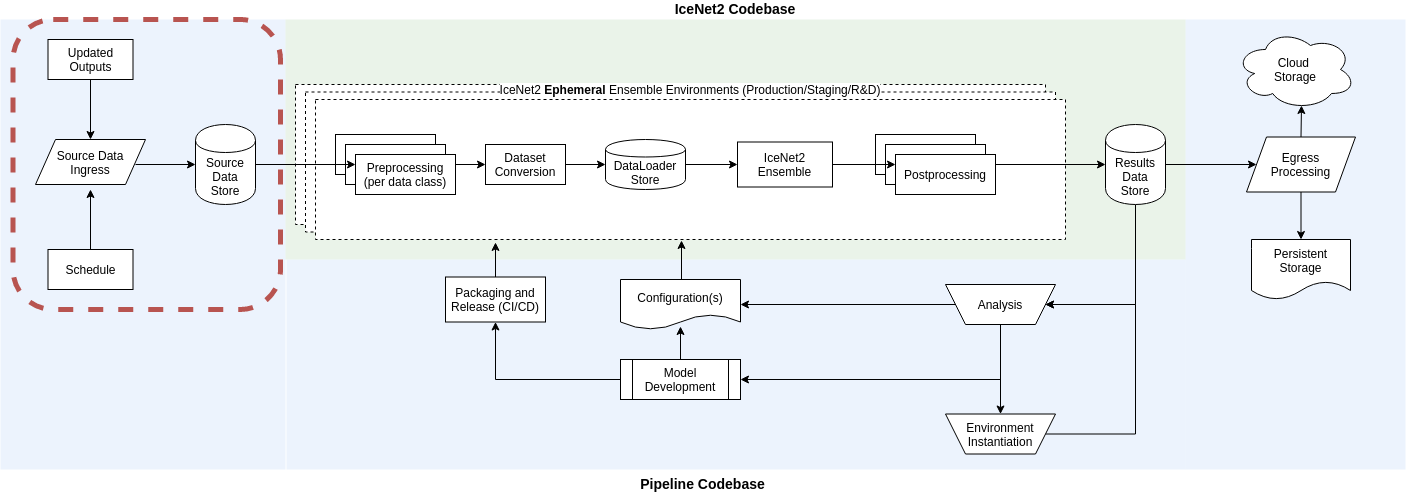 IceNet2 Codebase
Updated
Outputs
Source Data
Ingress
Schedule
Source
Data
Store
IceNet2 Ephemeral Ensemble Environments (Production/Staging/R&D)
Preprocessing
(per data class)
Dataset
Conversion
DataLoader
Store
IceNet2
Ensemble
Postprocessing
Results
Data
Store
Cloud
Storage
Egress
Processing
Persistent
Storage
Packaging and
Release (CI/CD)
Configuration(s)
Analysis
Model
Development
Environment
Instantiation
Pipeline Codebase